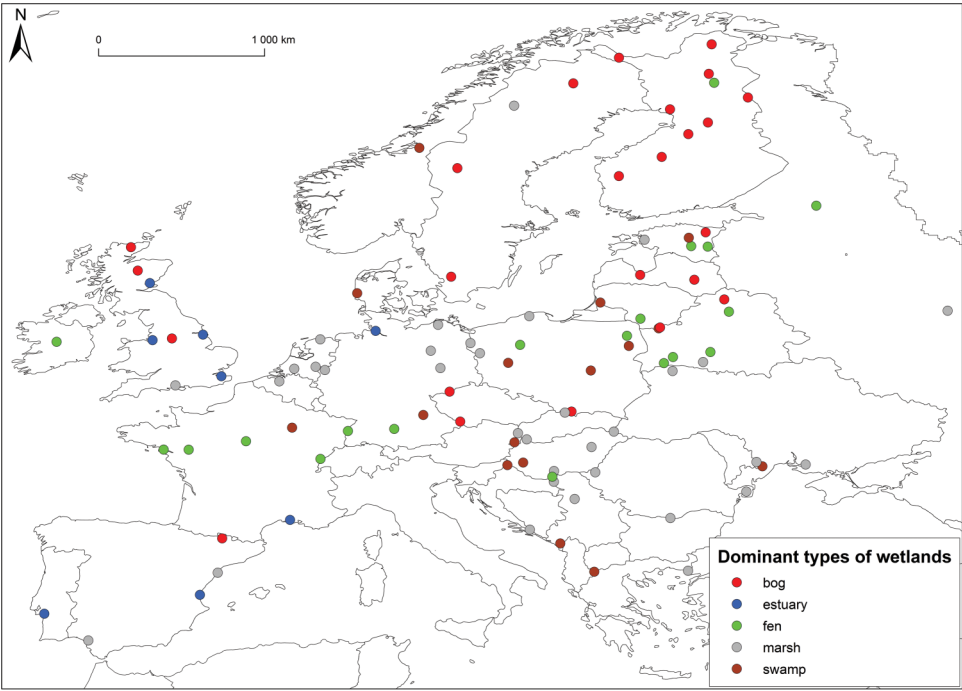 N
0 1 000 km
Dominant types of wetlands
bog
estuary
fen
marsh
swamp